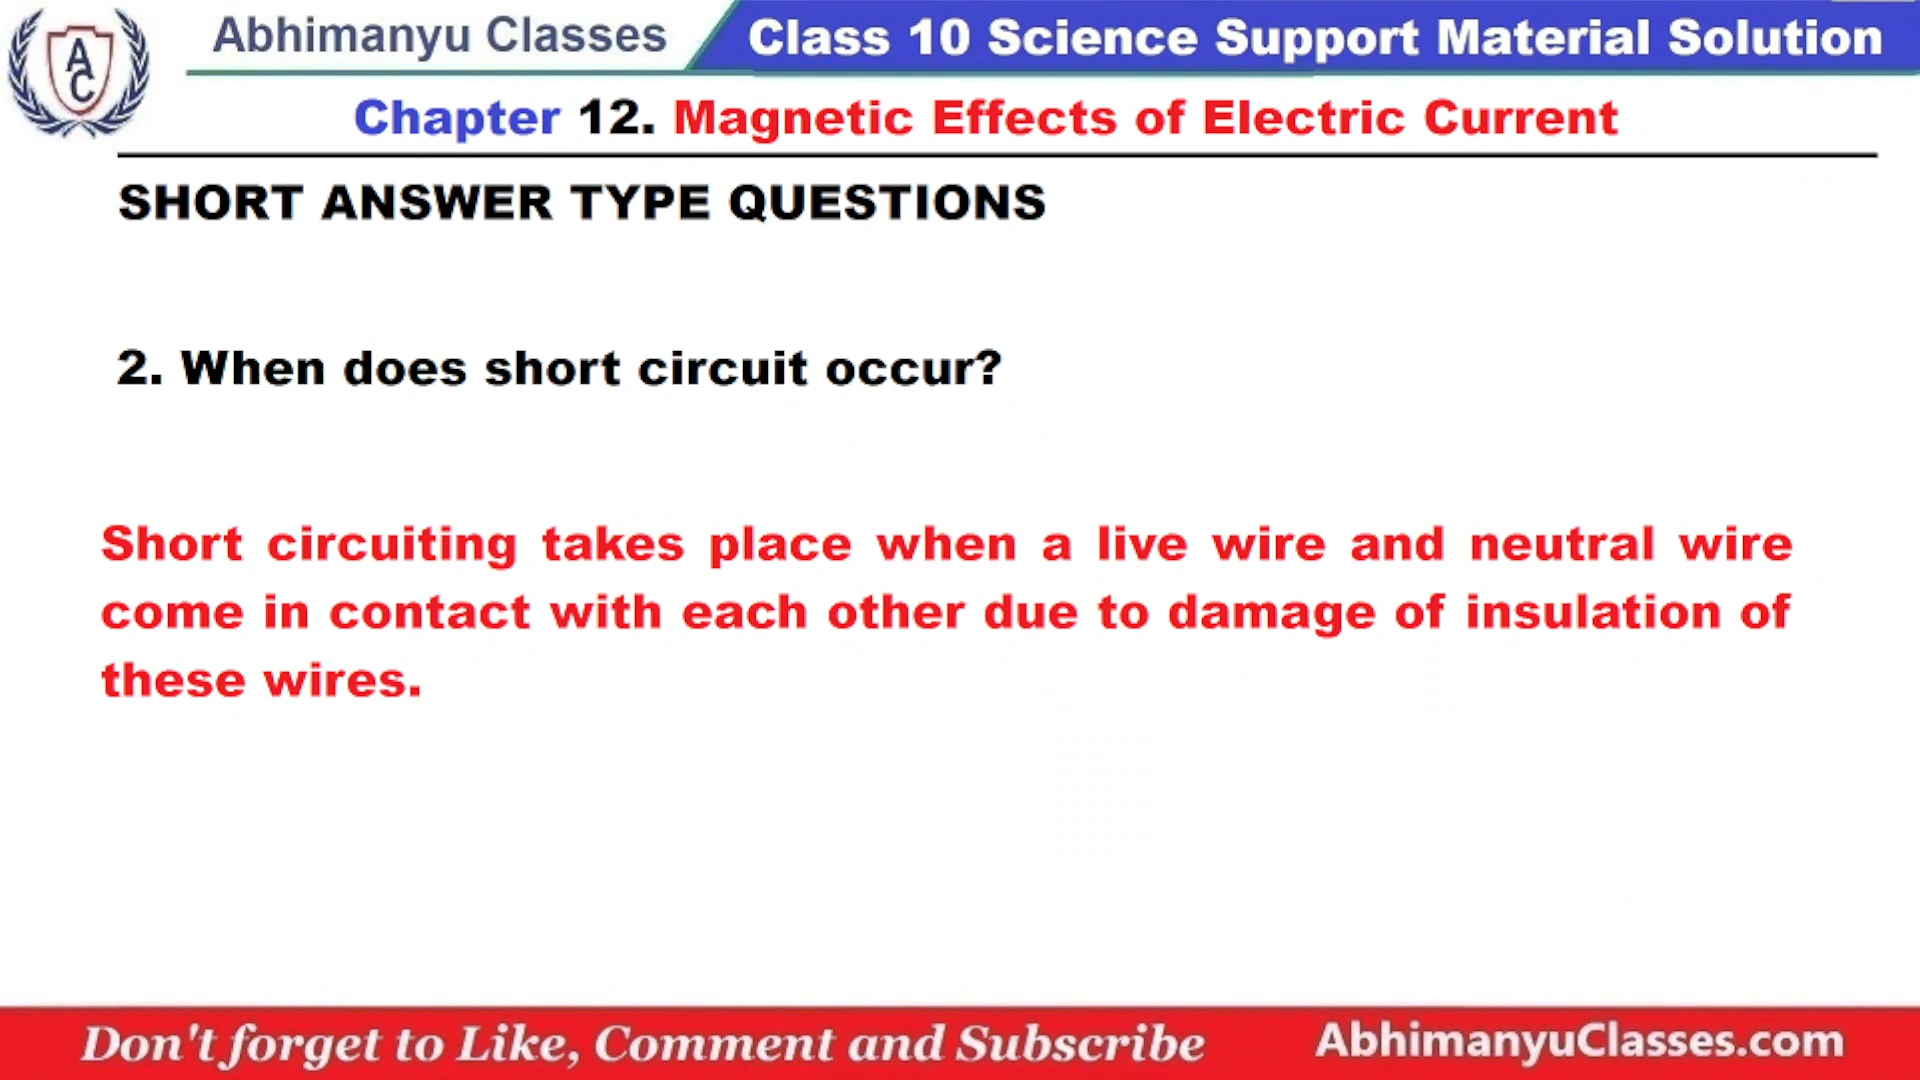 AC
Abhimanyu Classes
Class 10 Science Support Material Solution
Chapter 12. Magnetic Effects of Electric Current
SHORT ANSWER TYPE QUESTIONS
2. When does short circuit occur?
Short circuiting takes place when a live wire and neutral wire
come in contact with each other due to damage of insulation of
these wires.
Don't forget to Like, Comment and Subscribe
AbhimanyuClasses.com